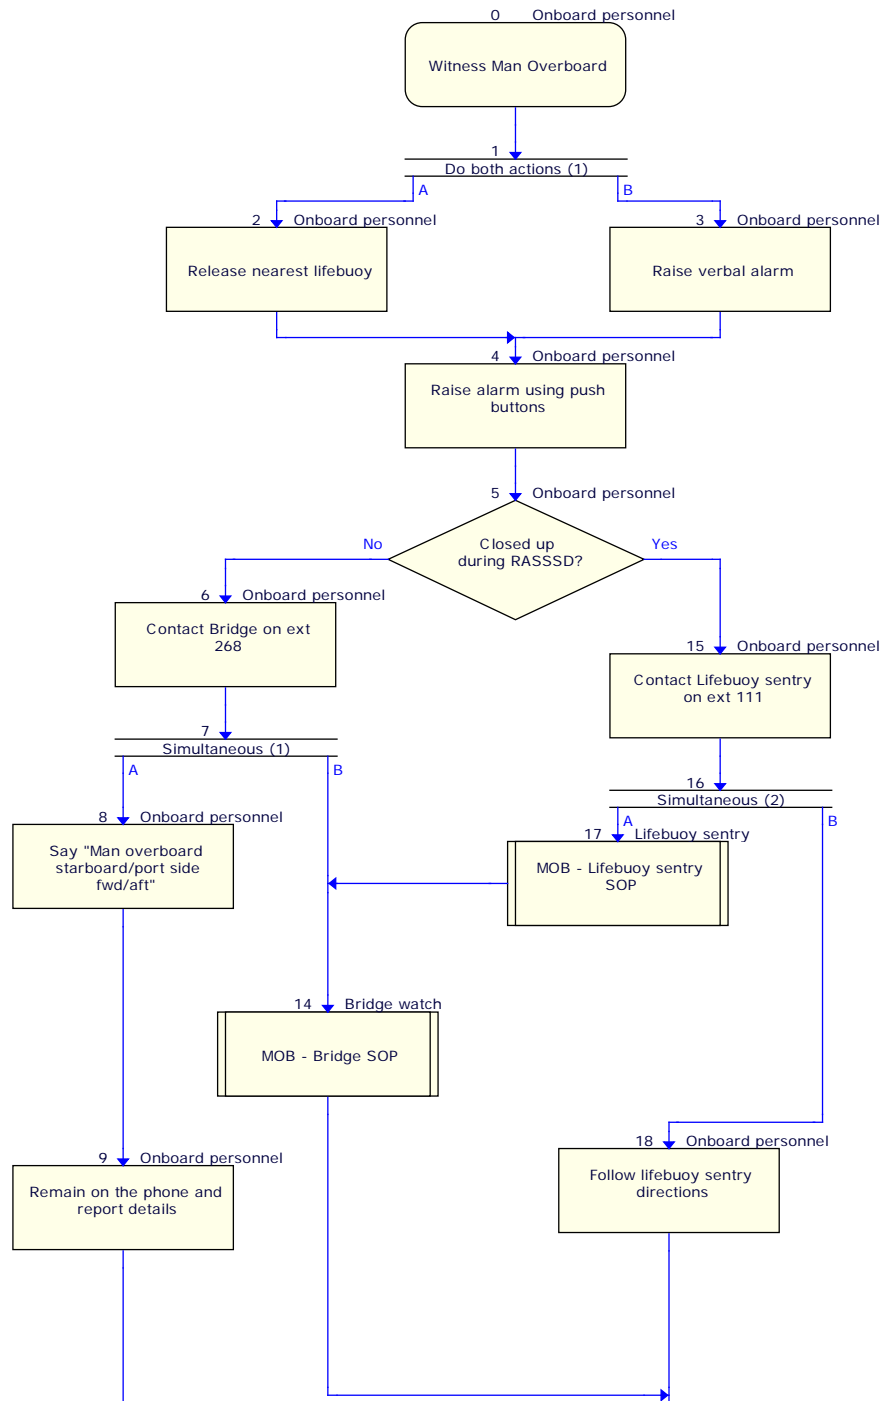 0 Onboard personnel
Witness Man Overboard
1
Do both actions (1)
A
B
2 Onboard personnel
Release nearest lifebuoy
3 Onboard personnel
Raise verbal alarm
4 Onboard personnel
Raise alarm using push
buttons
5 Onboard personnel
Closed up
during RASSSD?
No
Yes
6 Onboard personnel
Contact Bridge on ext
268
15 Onboard personnel
Contact Lifebuoy sentry
on ext 111
7
Simultaneous (1)
A
B
16
Simultaneous (2)
A
B
8 Onboard personnel
Say "Man overboard
starboard/port side
fwd/aft"
17 Lifebuoy sentry
MOB - Lifebuoy sentry
SOP
14 Bridge watch
MOB - Bridge SOP
9 Onboard personnel
Remain on the phone and
report details
18 Onboard personnel
Follow lifebuoy sentry
directions